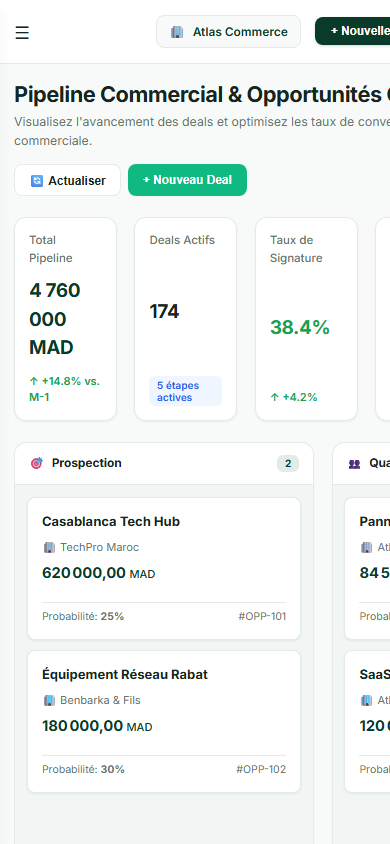 ☰ Atlas Commerce + Nouvelle
Pipeline Commercial & Opportunités
Visualisez l'avancement des deals et optimisez les taux de
commerciale.
Actualiser + Nouveau Deal
Total
Pipeline
4 760
000
MAD
↑ +14.8% vs.
M-1
Deals Actifs
174
5 étapes
actives
Taux de
Signature
38.4%
↑ +4.2%
Prospection 2
Casablanca Tech Hub
TechPro Maroc
620 000,00 MAD
Probabilité: 25% #OPP-101
Équipement Réseau Rabat
Benbarka & Fils
180 000,00 MAD
Probabilité: 30% #OPP-102
SaaS